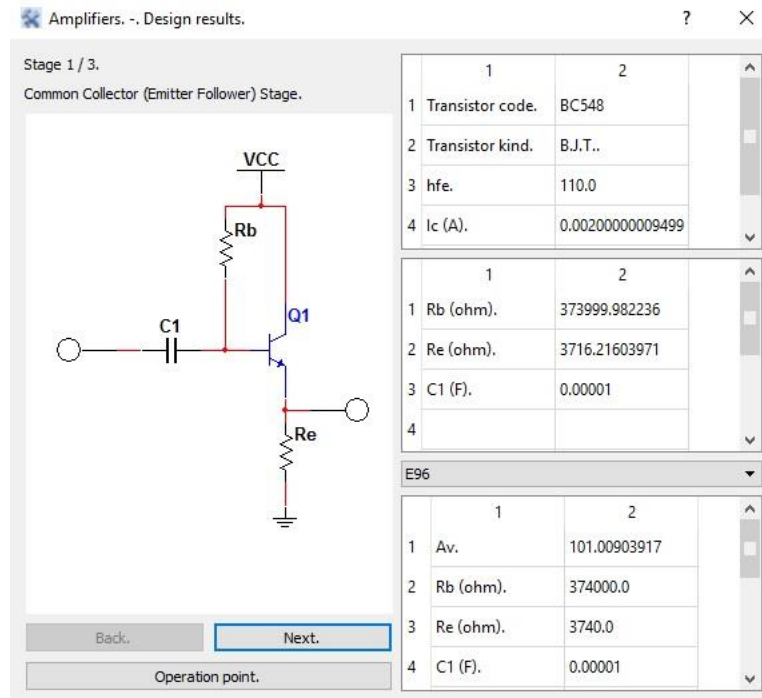 Amplifiers. -. Design results.
? ×
Stage 1 / 3.
Common Collector (Emitter Follower) Stage.
VCC
Rb
C1
Q1
Re
Back.
Next.
Operation point.
1 2
1 Transistor code. BC548
2 Transistor kind. B.J.T..
3 hfe. 110.0
4 Ic (A). 0.00200000009499
1 2
1 Rb (ohm). 373999.982236
2 Re (ohm). 3716.21603971
3 C1 (F). 0.00001
4
E96
1 2
1 Av. 101.00903917
2 Rb (ohm). 374000.0
3 Re (ohm). 3740.0
4 C1 (F). 0.00001